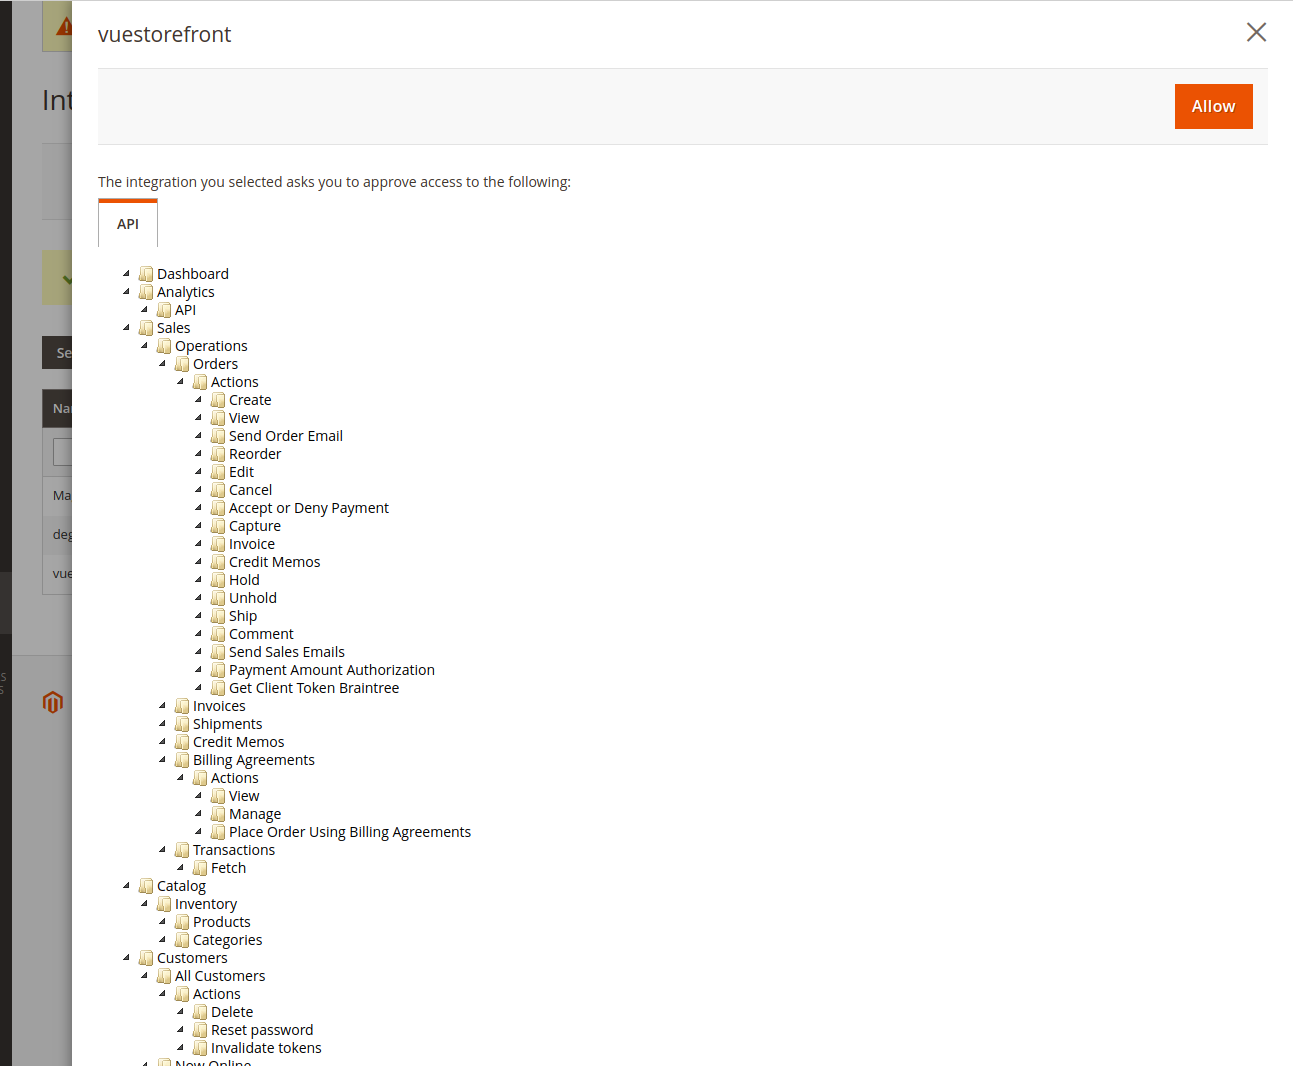 vuestorefront
Int
Allow
The integration you selected asks you to approve access to the following:
API
Dashboard
Analytics
API
Sales
Operations
Orders
Actions
Create
View
Send Order Email
Reorder
Edit
Cancel
Accept or Deny Payment
Capture
Invoice
Credit Memos
Hold
Unhold
Ship
Comment
Send Sales Emails
Payment Amount Authorization
Get Client Token Braintree
Invoices
Shipments
Credit Memos
Billing Agreements
Actions
View
Manage
Place Order Using Billing Agreements
Transactions
Fetch
Catalog
Inventory
Products
Categories
Customers
All Customers
Actions
Delete
Reset password
Invalidate tokens
Now Online
Se
Na
Ma
deg
vue
S
S